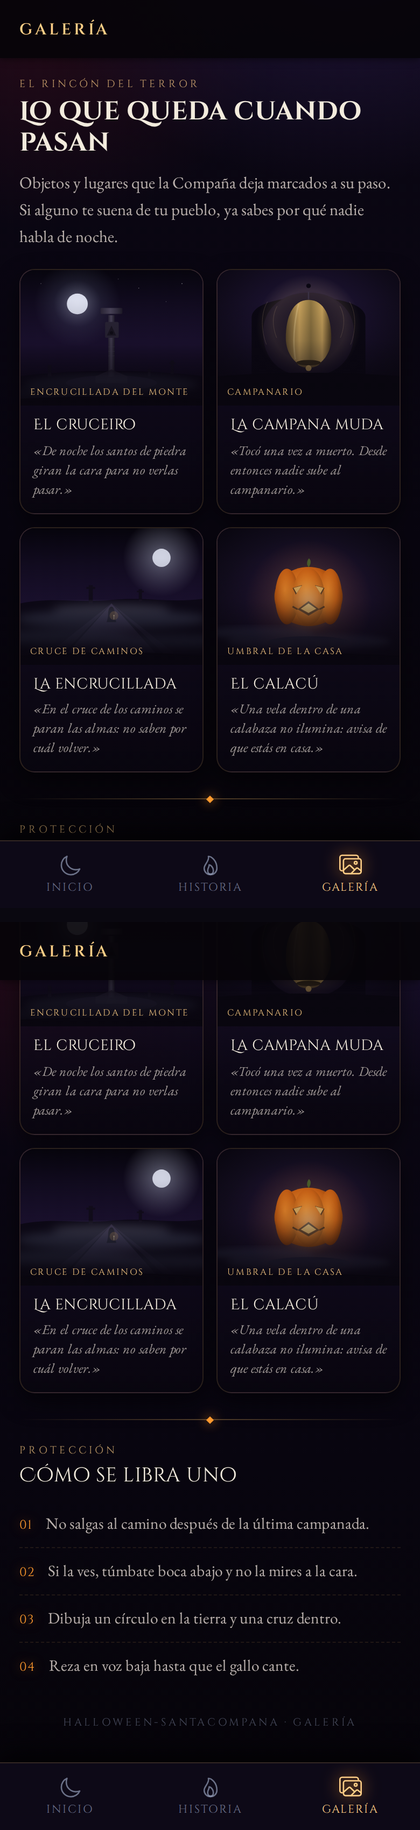 GALERÍA
EL RINCÓN DEL TERROR
LO QUE QUEDA CUANDO
PASAN
Objetos y lugares que la Compaña deja marcados a su paso.
Si alguno te suena de tu pueblo, ya sabes por qué nadie
habla de noche.
ENCRUCILLADA DEL MONTE
EL CRUCEIRO
«De noche los santos de piedra
giran la cara para no verlas
pasar.»
CAMPANARIO
LA CAMPANA MUDA
«Tocó una vez a muerto. Desde
entonces nadie sube al
campanario.»
CRUCE DE CAMINOS
LA ENCRUCILLADA
«En el cruce de los caminos se
paran las almas: no saben por
cuál volver.»
UMBRAL DE LA CASA
EL CALACÚ
«Una vela dentro de una
calabaza no ilumina: avisa de
que estás en casa.»
PROTECCIÓN
INICIO
HISTORIA
GALERÍA
GALERÍA
ENCRUCILLADA DEL MONTE
EL CRUCEIRO
«De noche los santos de piedra
giran la cara para no verlas
pasar.»
CAMPANARIO
LA CAMPANA MUDA
«Tocó una vez a muerto. Desde
entonces nadie sube al
campanario.»
CRUCE DE CAMINOS
LA ENCRUCILLADA
«En el cruce de los caminos se
paran las almas: no saben por
cuál volver.»
UMBRAL DE LA CASA
EL CALACÚ
«Una vela dentro de una
calabaza no ilumina: avisa de
que estás en casa.»
PROTECCIÓN
CÓMO SE LIBRA UNO
01 No salgas al camino después de la última campanada.
02 Si la ves, túmbate boca abajo y no la mires a la cara.
03 Dibuja un círculo en la tierra y una cruz dentro.
04 Reza en voz baja hasta que el gallo cante.
HALLOWEEN-SANTACOMPANA · GALERÍA
INICIO
HISTORIA
GALERÍA